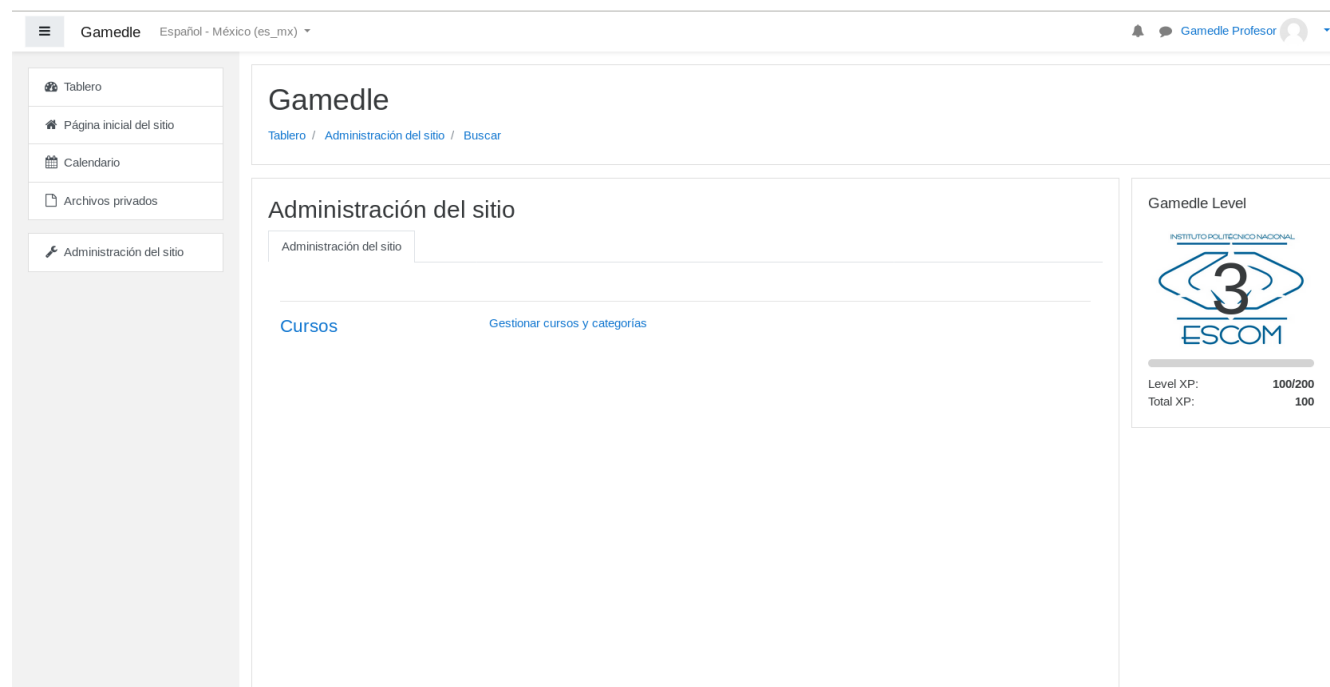 Gamedle Español - México (es_mx) Gamedle Profesor
Tablero
Página inicial del sitio
Calendario
Archivos privados
Administración del sitio
Gamedle
Tablero / Administración del sitio / Buscar
Administración del sitio
Administración del sitio
Cursos Gestionar cursos y categorías
Gamedle Level
INSTITUTO POLITÉCNICO NACIONAL
3
ESCOM
Level XP: 100/200
Total XP: 100